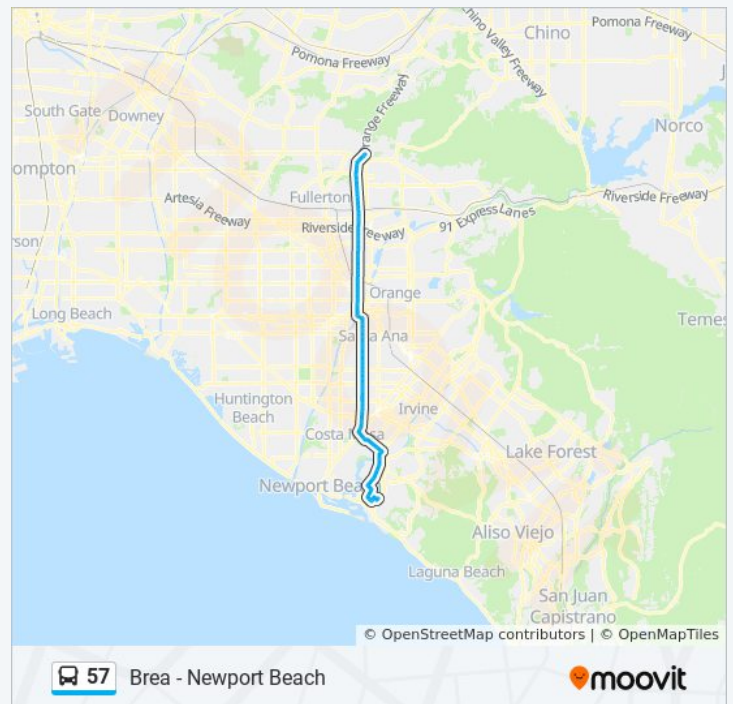 Chino
Pomona Freeway
Chino Valley Freeway
Pomona Freeway
South Gate
Downey
Orange Freeway
Norco
ompton
Fullerton
Artesia Freeway
Riverside Freeway
Riverside Freeway
91 Express Lanes
rson
Orange
Long Beach
Santa Ana
Temes
Huntington
Beach
Irvine
Costa Mesa
Lake Forest
Newport Beach
Aliso Viejo
Laguna Beach
San Juan
Capistrano
© OpenStreetMap contributors | © OpenMapTiles
57 Brea - Newport Beach
moovit